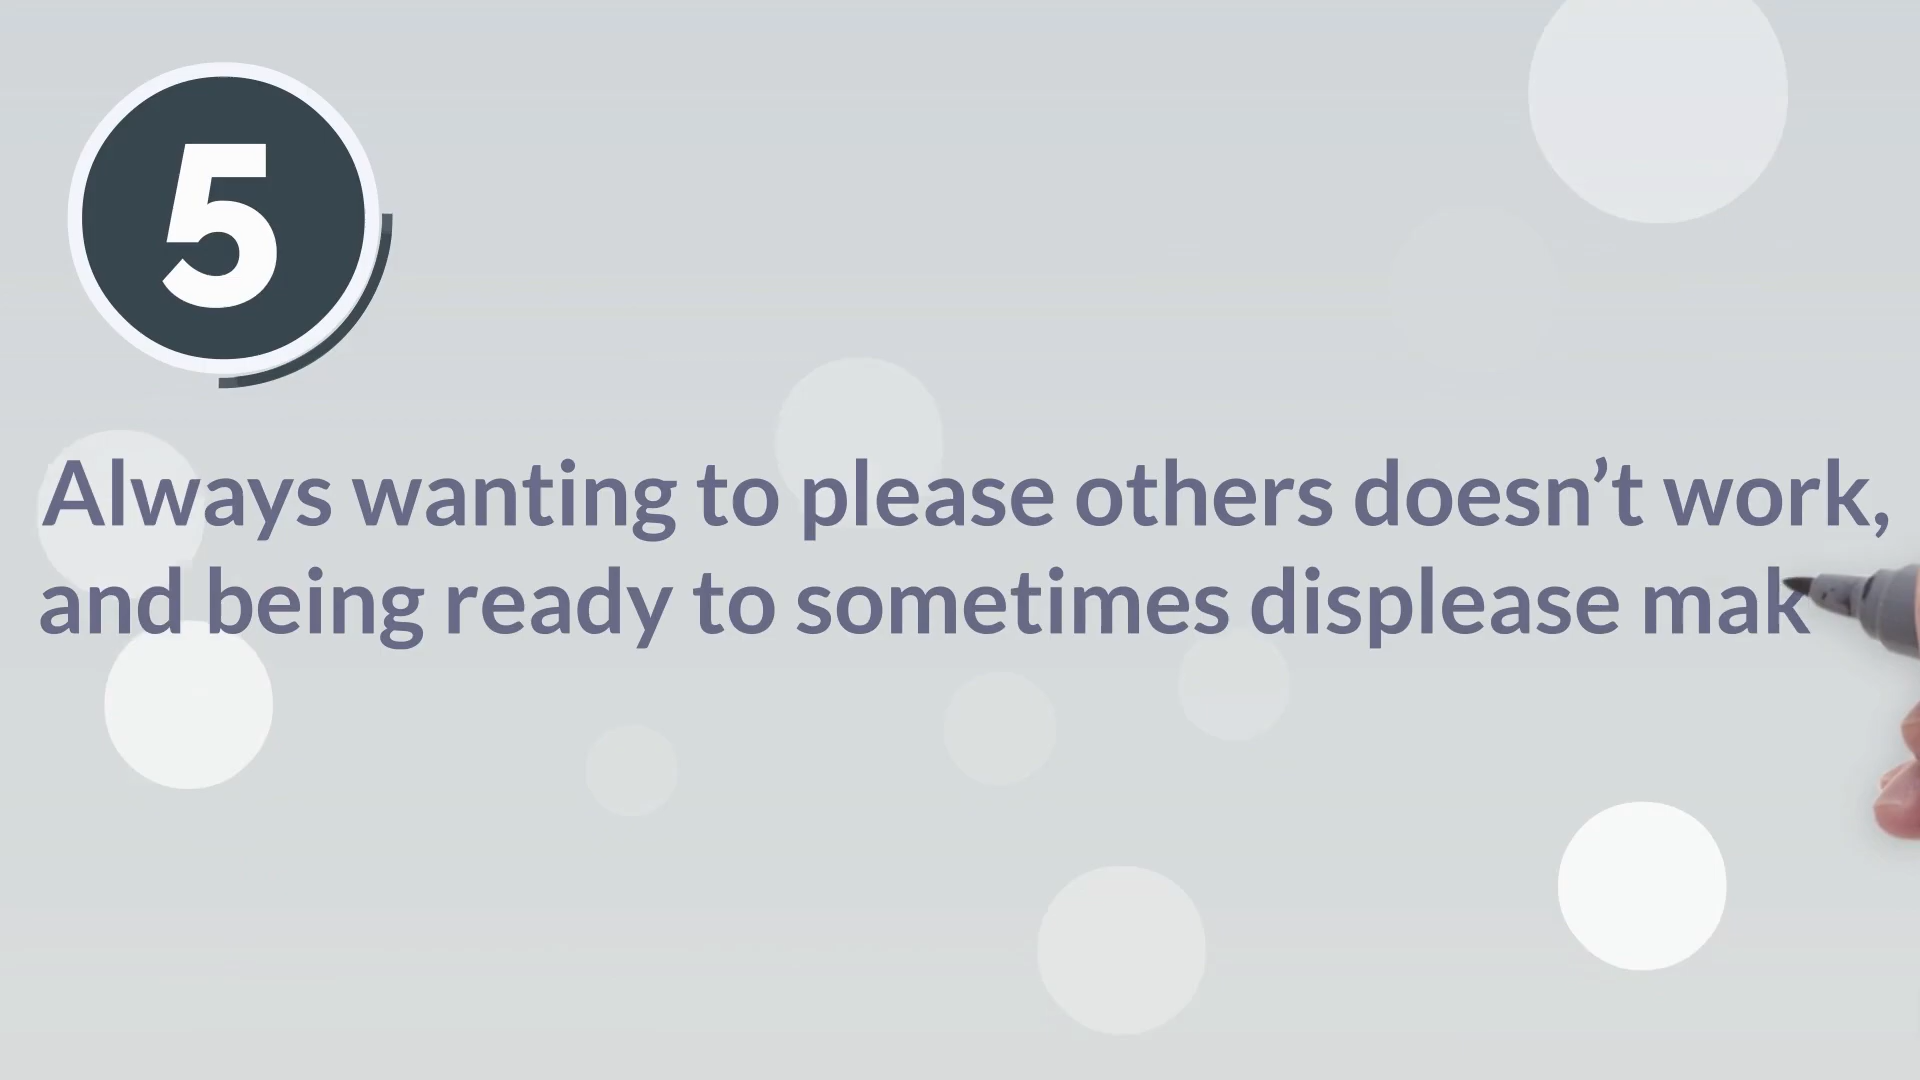 5
Always wanting to please others doesn’t work,
and being ready to sometimes displease mak